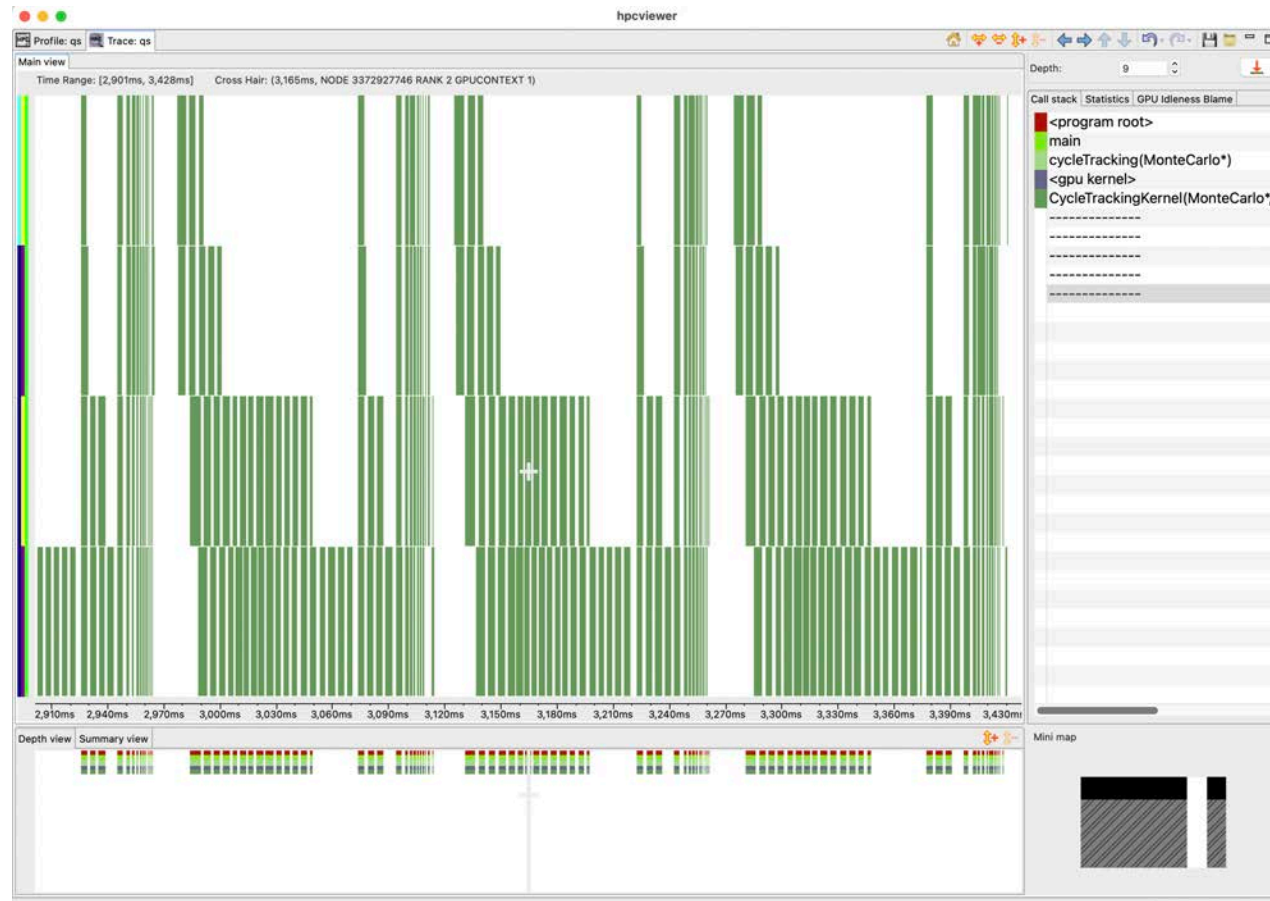 hpcviewer
Profile: qs Trace: qs
Main view
Time Range: [2,901ms, 3,428ms] Cross Hair: (3,165ms, NODE 3372927746 RANK 2 GPUCONTEXT 1)
Depth: 9
Call stack Statistics GPU Idleness Blame
<program root>
main
cycleTracking(MonteCarlo*)
<gpu kernel>
CycleTrackingKernel(MonteCarlo*
--------------
--------------
--------------
--------------
--------------
2,910ms 2,940ms 2,970ms 3,000ms 3,030ms 3,060ms 3,090ms 3,120ms 3,150ms 3,180ms 3,210ms 3,240ms 3,270ms 3,300ms 3,330ms 3,360ms 3,390ms 3,430ms
Depth view Summary view
Mini map